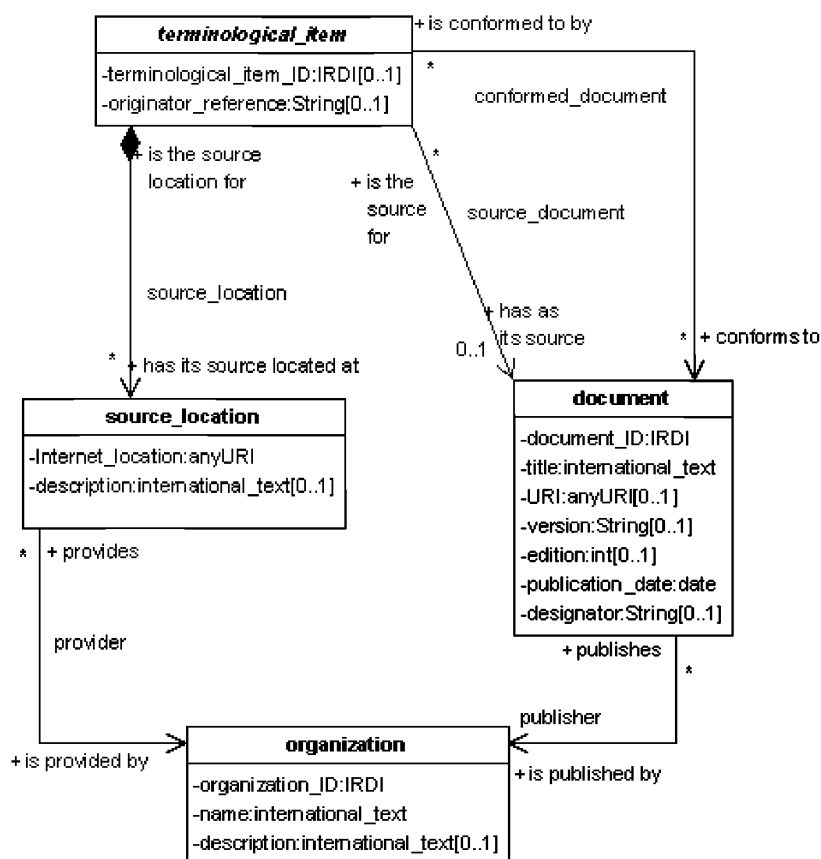 terminological_item
-terminological_item_ID:IRDI[0..1]
-originator_reference:String[0..1]
+ is conformed to by
*
conformed_document
+ is the source
location for
*
+ is the
source
for
source_document
source_location
+ has as
its source
0..1
* + conforms to
* + has its source located at
source_location
-Internet_location:anyURI
-description:international_text[0..1]
document
-document_ID:IRDI
-title:international_text
-URI:anyURI[0..1]
-version:String[0..1]
-edition:int[0..1]
-publication_date:date
-designator:String[0..1]
* + provides
provider
+ publishes
*
publisher
+ is provided by
+ is published by
organization
-organization_ID:IRDI
-name:international_text
-description:international_text[0..1]